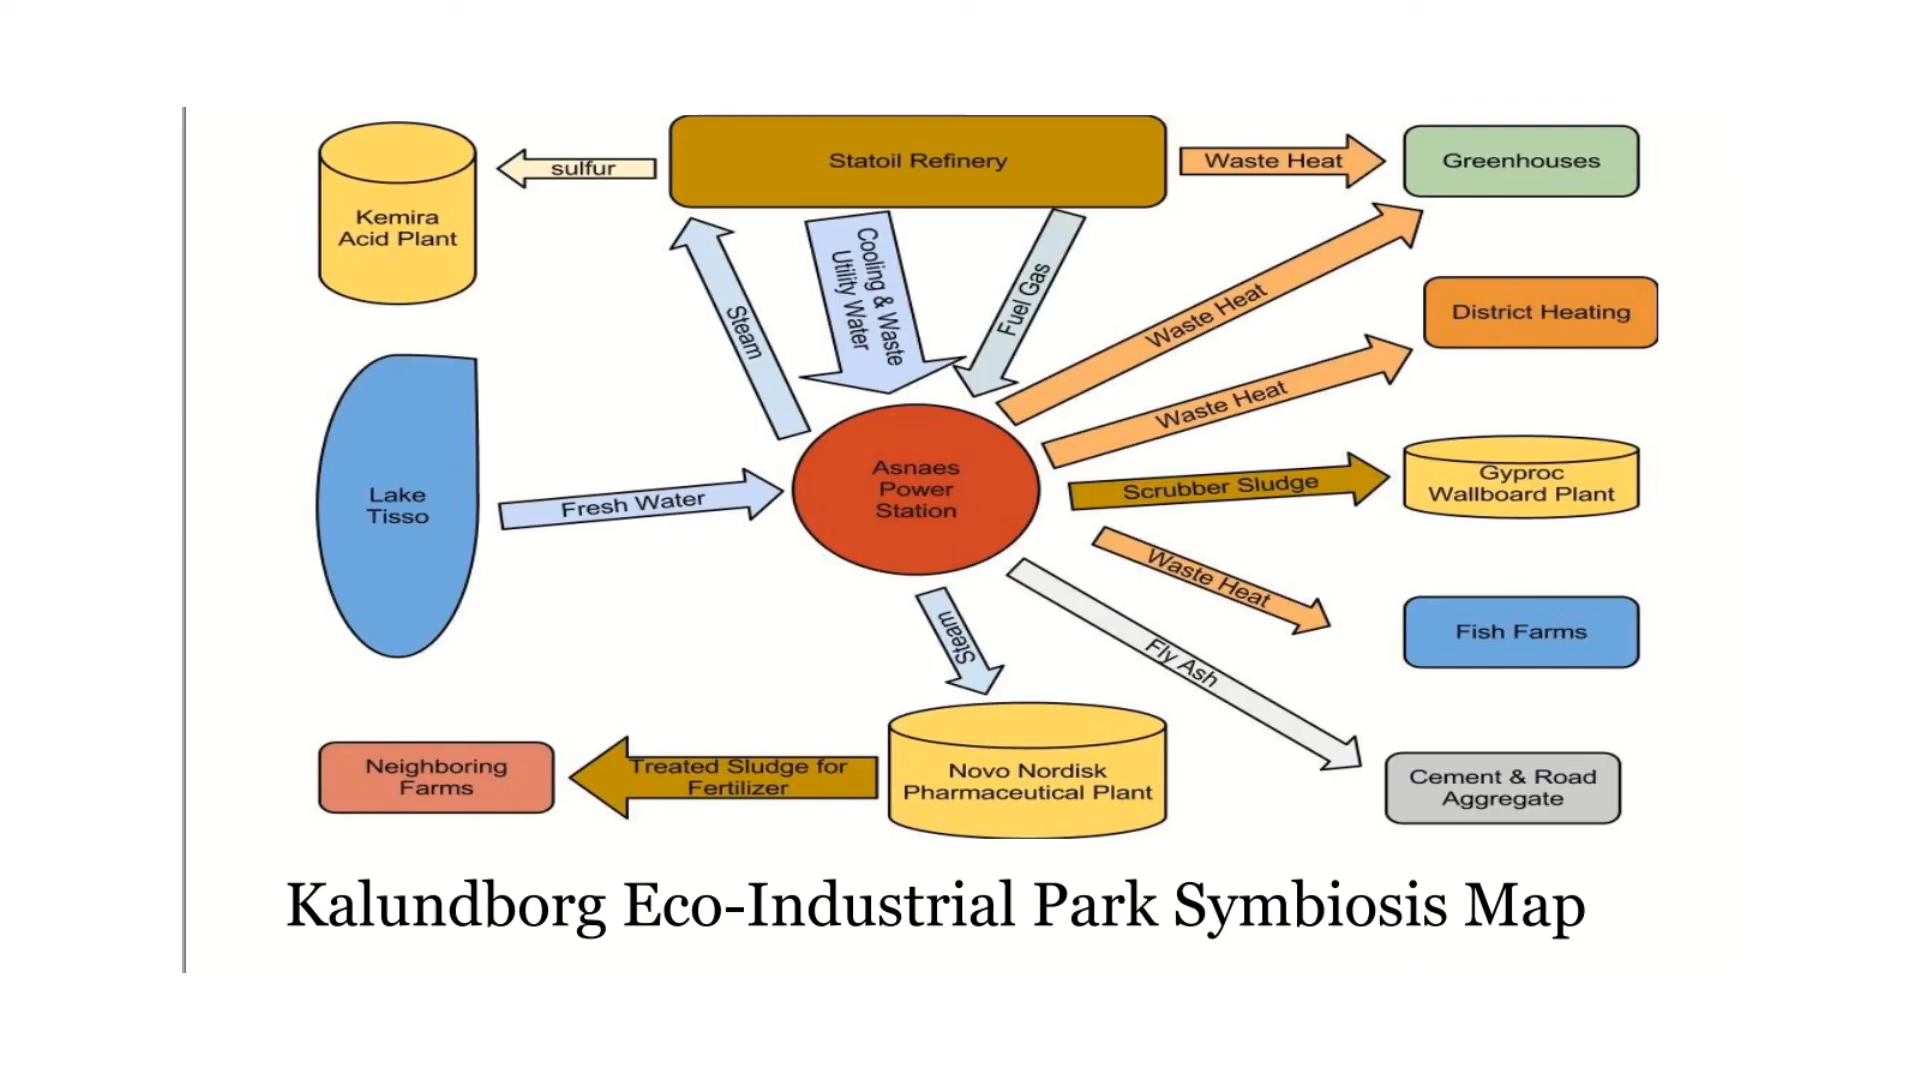 Statoil Refinery
sulfur
Waste Heat
Greenhouses
Kemira
Acid Plant
Steam
Cooling & Waste
Utility Water
Fuel Gas
Waste Heat
District Heating
Waste Heat
Lake
Tisso
Fresh Water
Asnaes
Power
Station
Scrubber Sludge
Gyproc
Wallboard Plant
Waste Heat
Fish Farms
Steam
Fly Ash
Neighboring
Farms
Treated Sludge for
Fertilizer
Novo Nordisk
Pharmaceutical Plant
Cement & Road
Aggregate
Kalundborg Eco-Industrial Park Symbiosis Map